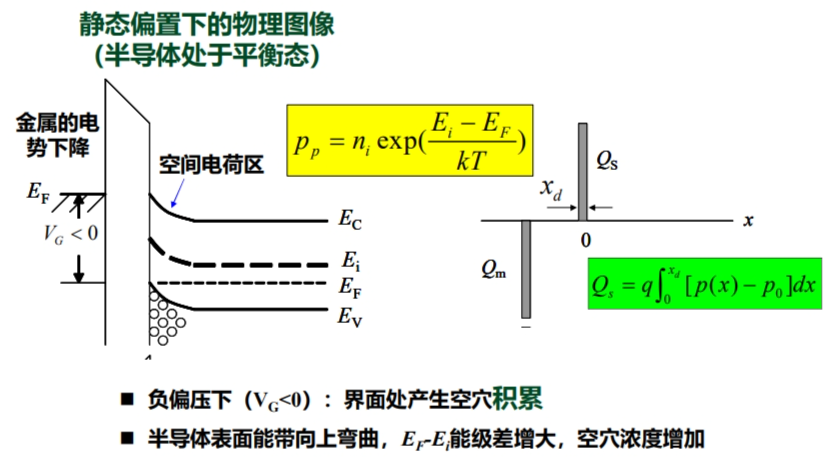 静态偏置下的物理图像
（半导体处于平衡态）
金属的电
势下降
空间电荷区
p_p = n_i exp(\frac{E_i - E_F}{kT})
E_F
V_G < 0
E_C
E_i
E_F
E_V
Q_S
x_d
x
0
Q_m
Q_s = q∫_0^{x_d} [p(x) − p_0]dx
■ 负偏压下（V_G<0）：界面处产生空穴积累
■ 半导体表面能带向上弯曲，E_F-E_i能级差增大，空穴浓度增加